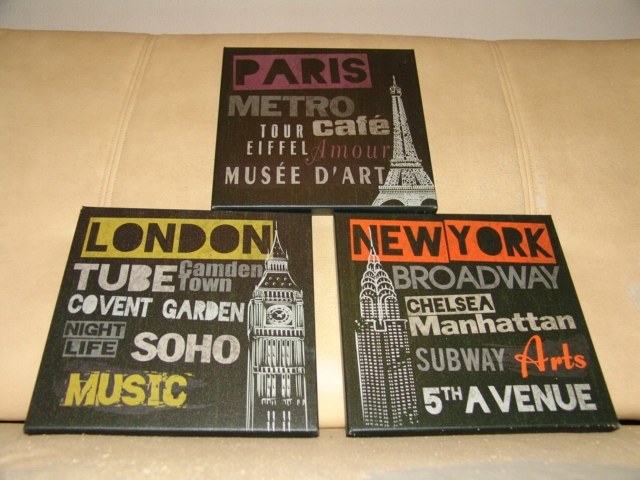 PARIS
METRO
TOUR café
EIFFEL Amour
MUSÉE D'ART
LONDON
TUBE Camden Town
COVENT GARDEN
NIGHT LIFE SOHO
MUSIC
NEW YORK
BROADWAY
CHELSEA
Manhattan
SUBWAY Arts
5TH AVENUE